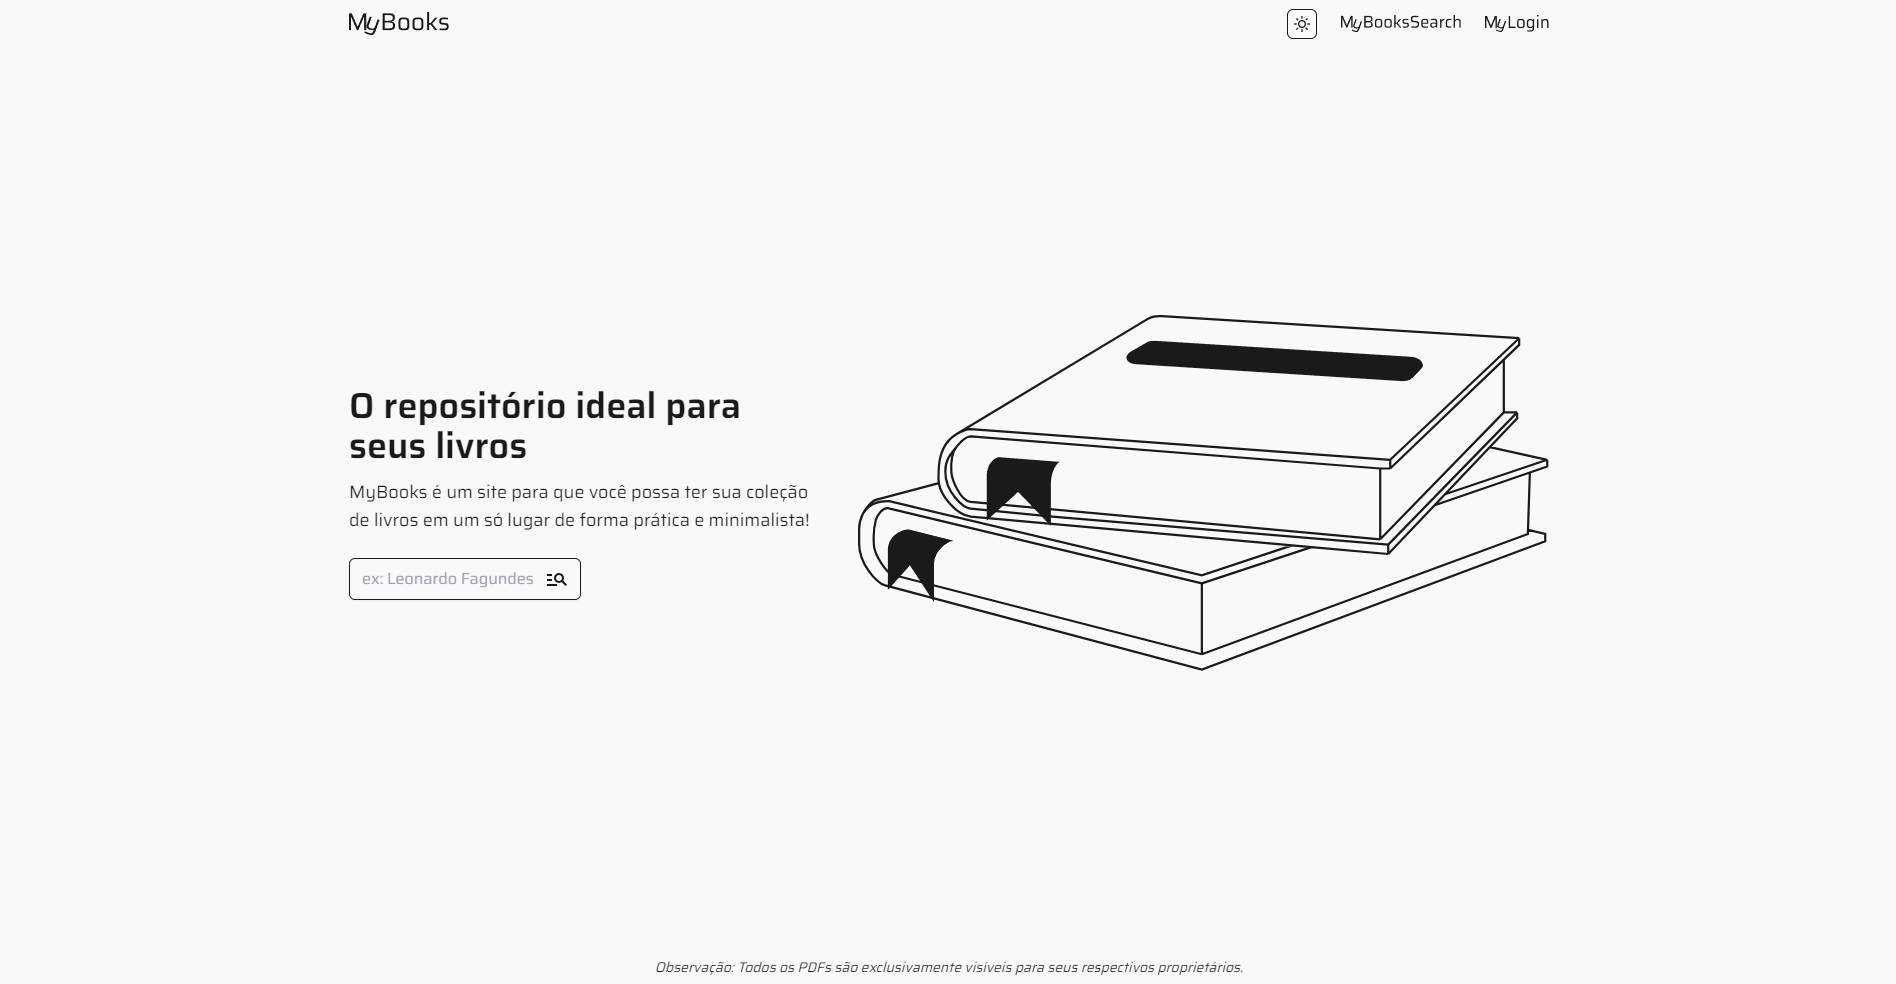 MyBooks
MyBooksSearch
MyLogin
O repositório ideal para
seus livros
MyBooks é um site para que você possa ter sua coleção
de livros em um só lugar de forma prática e minimalista!
ex: Leonardo Fagundes
Observação: Todos os PDFs são exclusivamente visíveis para seus respectivos proprietários.